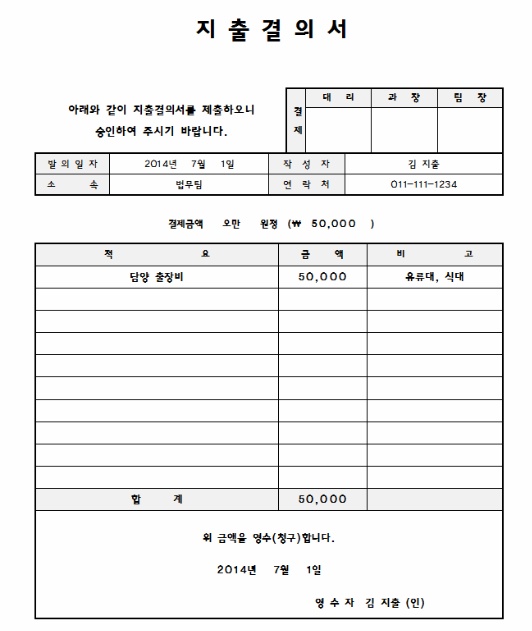 지 출 결 의 서
아래와 같이 지출결의서를 제출하오니
승인하여 주시기 바랍니다.
결 제 대 리 과 장 팀 장
발 의 일 자 2014년 7월 1일 작 성 자 김 지출
소 속 법무팀 연 락 처 011-111-1234
결제금액 오만 원정 (₩ 50,000 )
적 요 금 액 비 고
담양 출장비 50,000 유류대, 식대
합 계 50,000
위 금액을 영수(청구)합니다.
2014년 7월 1일
영 수 자 김 지출 (인)